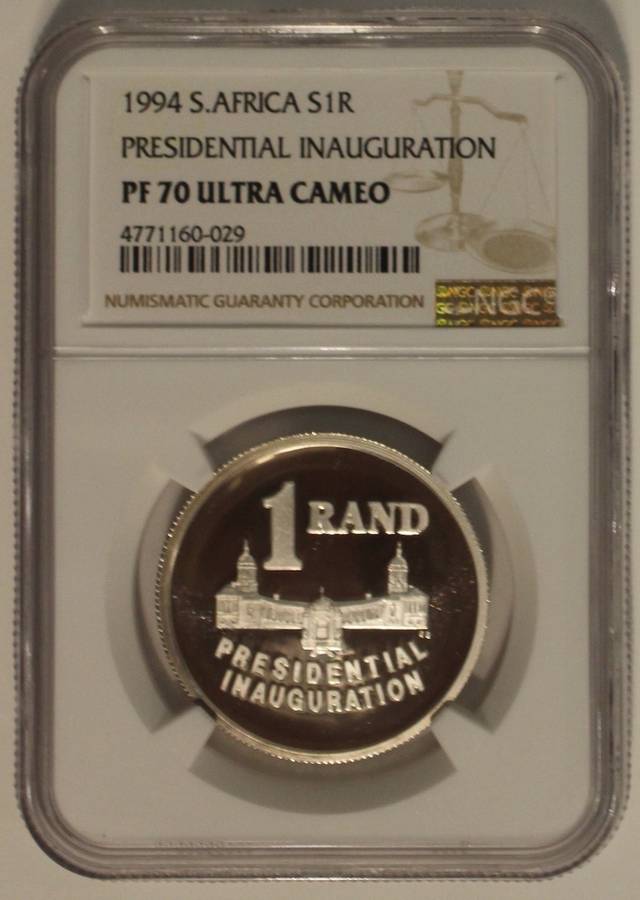 1994 S.AFRICA S1R
PRESIDENTIAL INAUGURATION
PF 70 ULTRA CAMEO
4771160-029
NUMISMATIC GUARANTY CORPORATION
NGC
1 RAND
PRESIDENTIAL
INAUGURATION